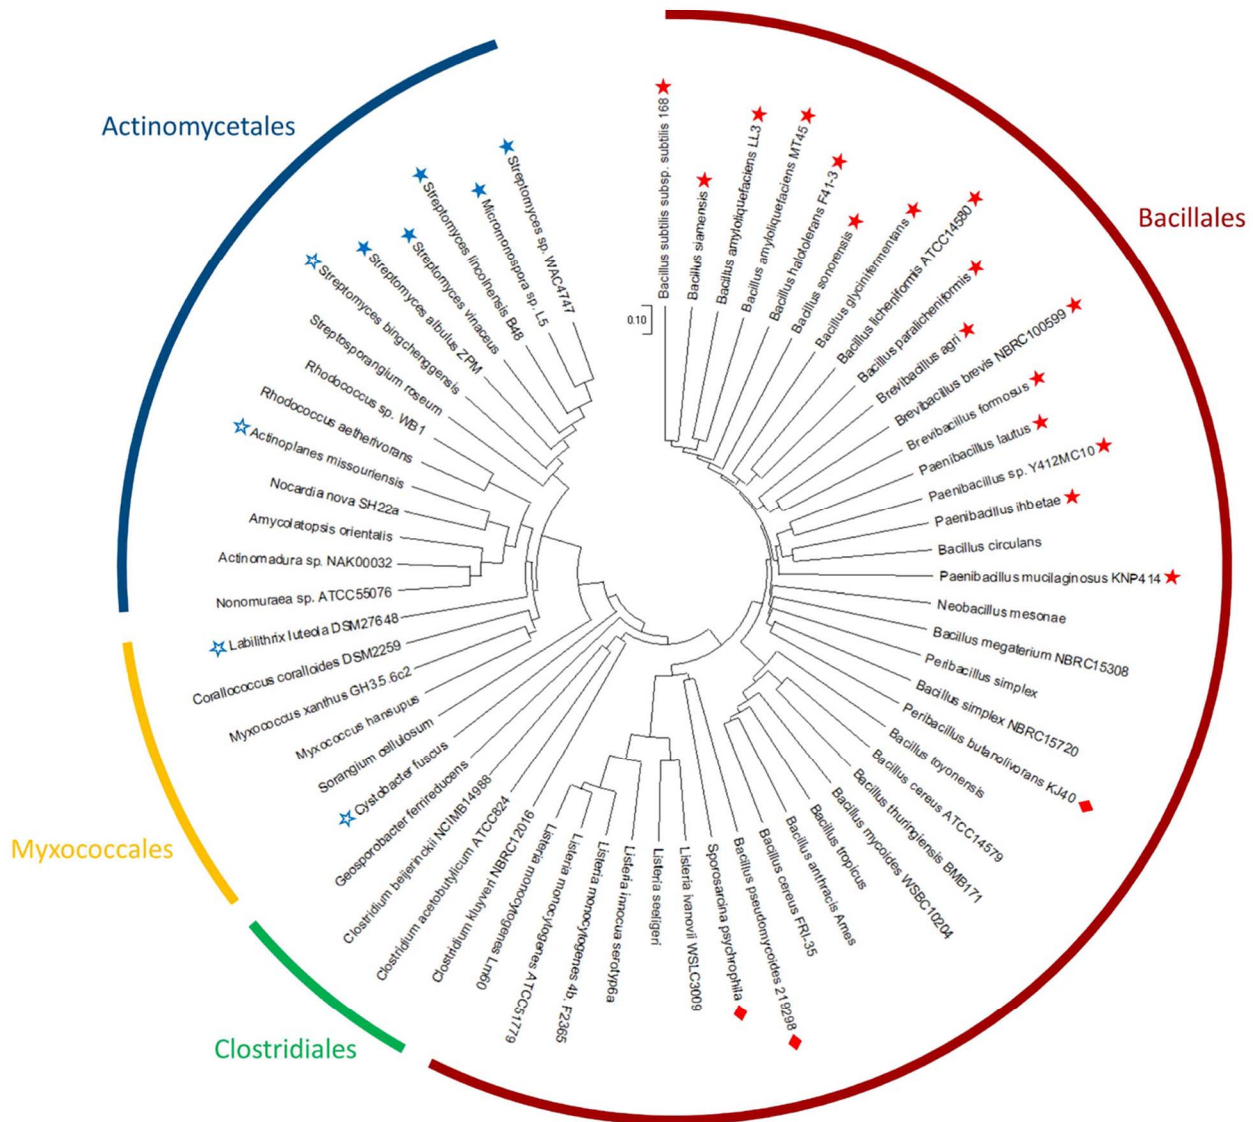 Actinomycetales
Bacillales
Myxococcales
Clostridiales
0.10
Bacillus subtilis subsp. subtilis 168
Bacillus siamensis
Bacillus amyloliquefaciens LL3
Bacillus amyloliquefaciens MT45
Bacillus halotolerans F41-3
Bacillus sonorensis
Bacillus glycinifermentans
Bacillus licheniformis ATCC14580
Bacillus paralicheniformis
Brevibacillus agri
Brevibacillus brevis NBRC100599
Brevibacillus formosus
Paenibacillus lautus
Paenibacillus sp. Y412MC10
Paenibacillus ihbetae
Bacillus circulans
Paenibacillus mucilaginosus KNP414
Neobacillus mesonae
Bacillus megaterium NBRC15308
Peribacillus simplex
Bacillus simplex NBRC15720
Peribacillus butanolivorans KJ40
Bacillus toyonensis
Bacillus cereus ATCC14579
Bacillus thuringiensis BMB171
Bacillus mycoides WSBC10204
Bacillus tropicus
Bacillus anthracis Ames
Bacillus cereus FRI-35
Bacillus pseudomycoides 219298
Sporosarcina psychrophila
Listeria ivanovii WSLC3009
Listeria seeligeri
Listeria innocua serotyp6a
Listeria monocytogenes 4b. F2365
Listeria monocytogenes ATCC51779
Listeria monocytogenes Lm60
Clostridium kluyveri NBRC12016
Clostridium acetobutylicum ATCC824
Clostridium beijerinckii NCIMB14988
Geosporobacter ferrireducens
Cystobacter fuscus
Sorangium cellulosum
Myxococcus hansupus
Myxococcus xanthus GH3.5.6c2
Corallococcus coralloides DSM2259
Labilithrix luteola DSM27648
Nonomuraea sp. ATCC55076
Actinomadura sp. NAK00032
Amycolatopsis orientalis
Nocardia nova SH22a
Actinoplanes missouriensis
Rhodococcus aetherivorans
Rhodococcus sp. WB1
Streptosporangium roseum
Streptomyces bingchenggensis
Streptomyces albulus ZPM
Streptomyces vinaceus
Streptomyces lincolnensis B48
Micromonospora sp. L5
Streptomyces sp. WAC4747